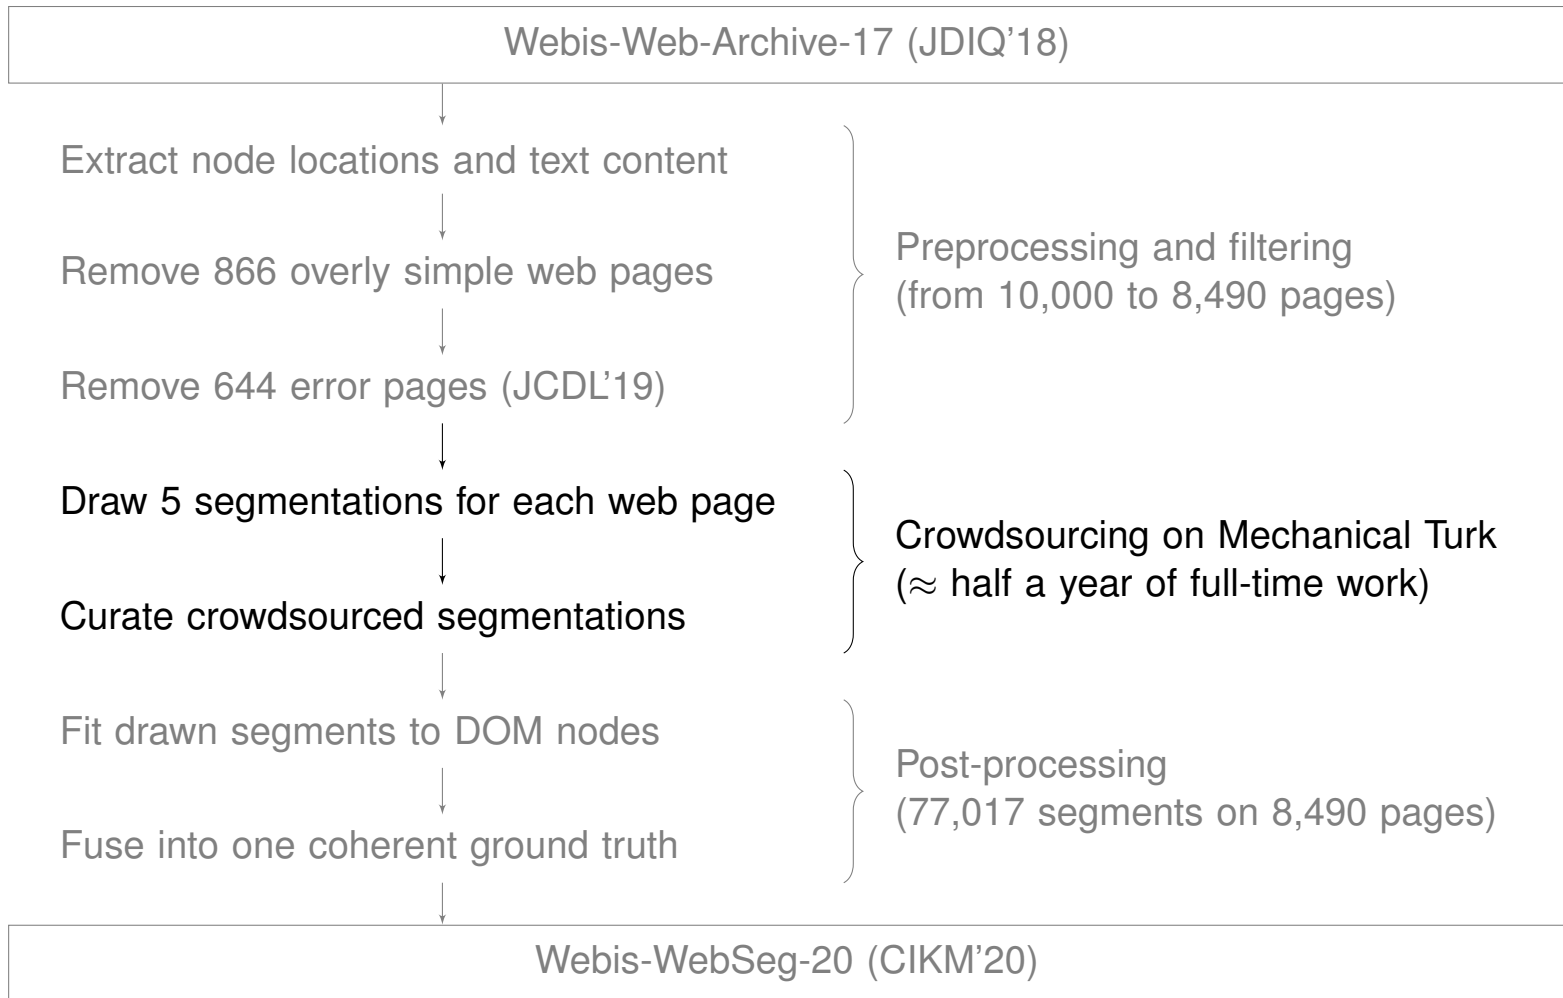 Webis-Web-Archive-17 (JDIQ'18)
Extract node locations and text content
Remove 866 overly simple web pages
Remove 644 error pages (JCDL'19)
Preprocessing and filtering
(from 10,000 to 8,490 pages)
Draw 5 segmentations for each web page
Curate crowdsourced segmentations
Crowdsourcing on Mechanical Turk
(≈ half a year of full-time work)
Fit drawn segments to DOM nodes
Fuse into one coherent ground truth
Post-processing
(77,017 segments on 8,490 pages)
Webis-WebSeg-20 (CIKM'20)